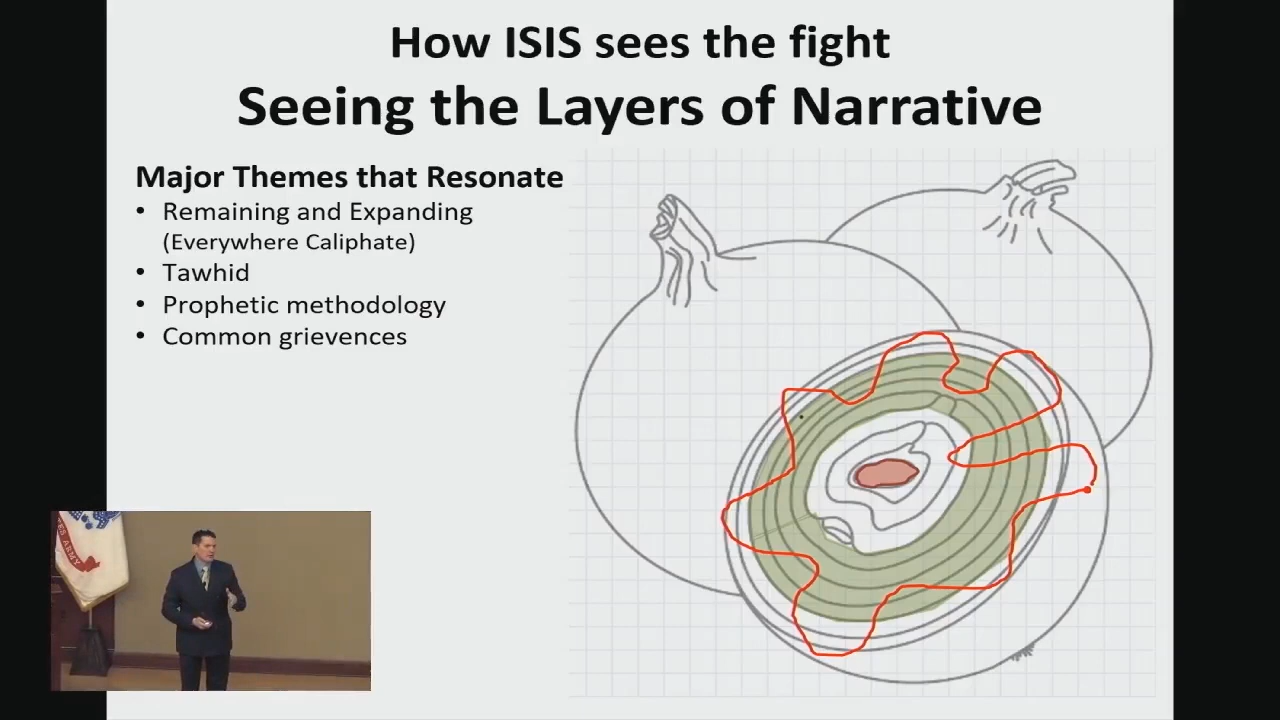 How ISIS sees the fight
Seeing the Layers of Narrative
Major Themes that Resonate
• Remaining and Expanding
(Everywhere Caliphate)
• Tawhid
• Prophetic methodology
• Common grievences
ARMY